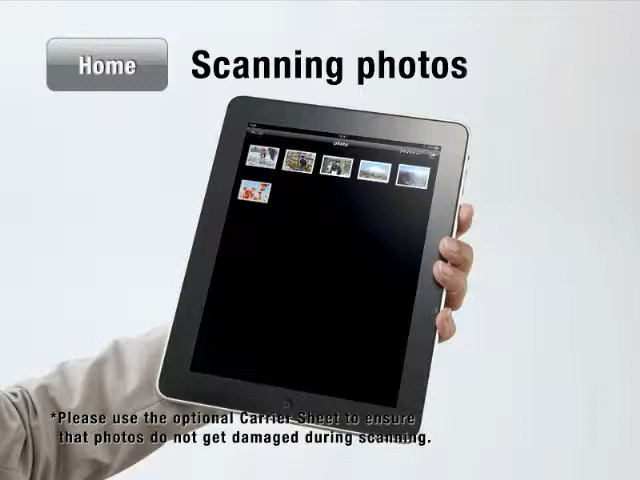 Home
Scanning photos
photo
*Please use the optional Carrier Sheet to ensure
that photos do not get damaged during scanning.